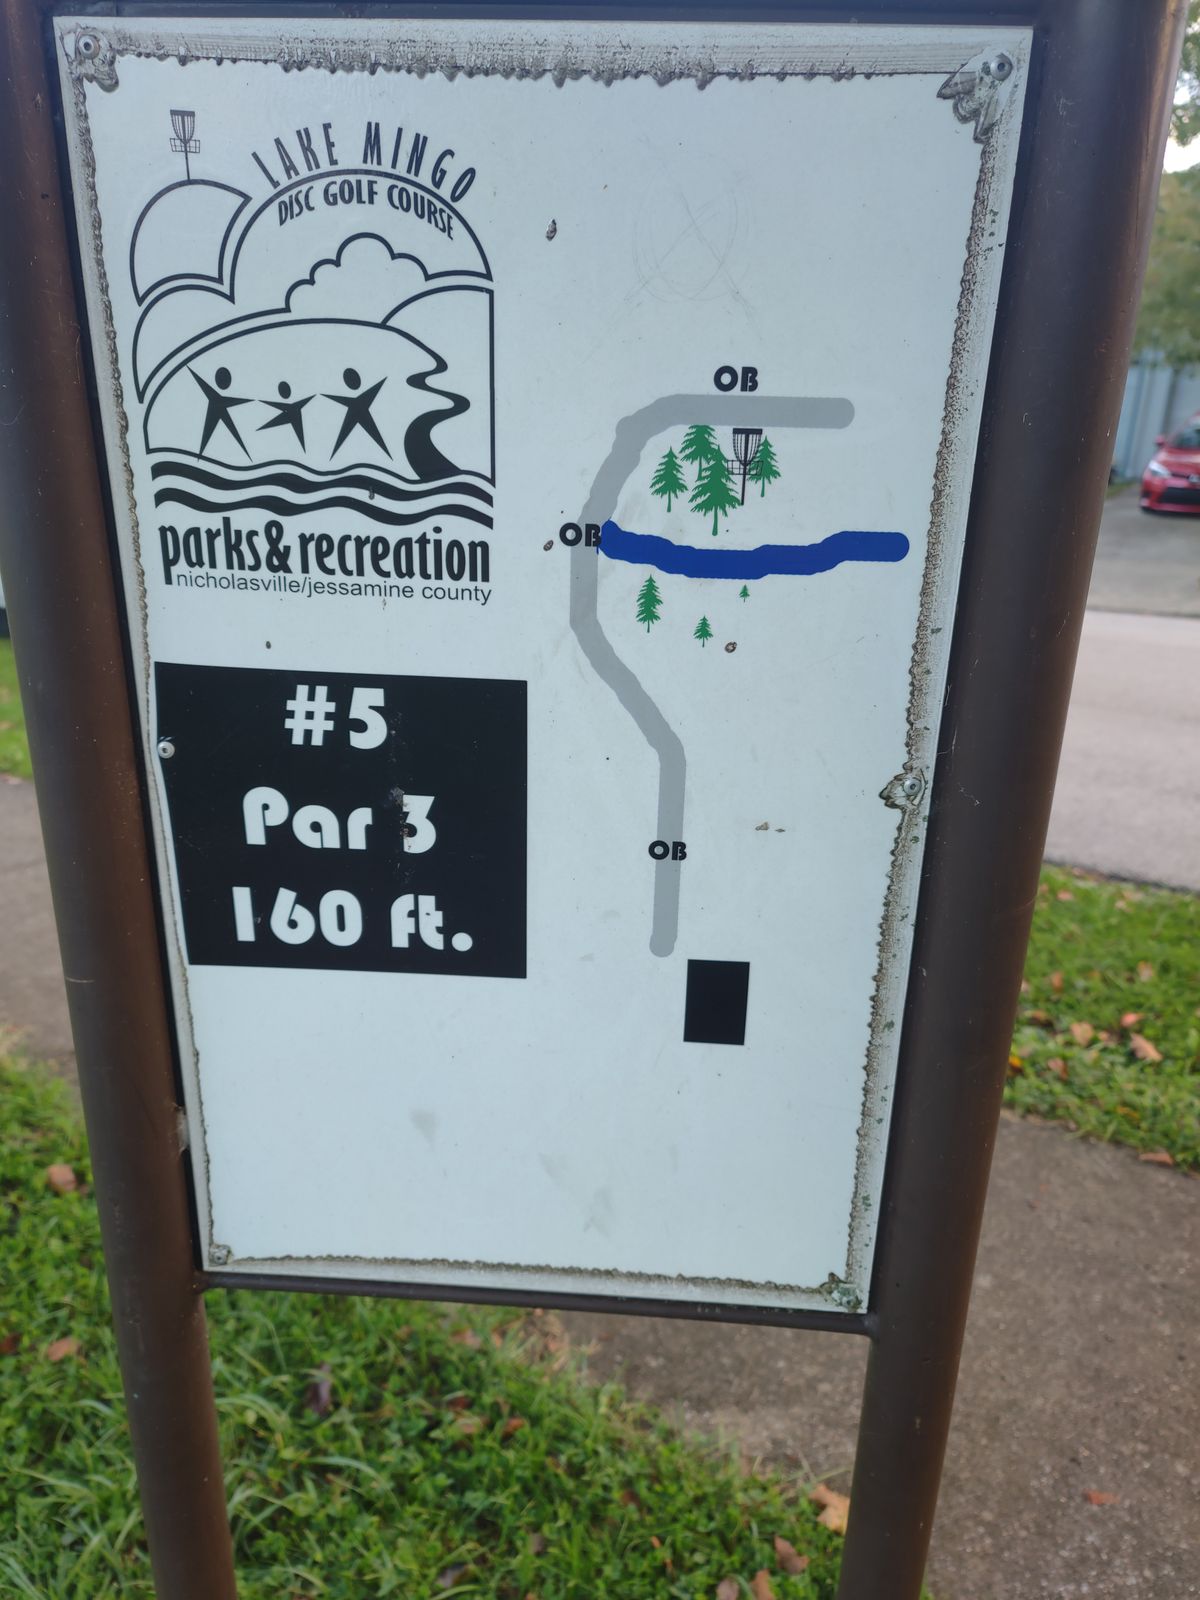 LAKE MINGO
DISC GOLF COURSE
parks & recreation
nicholasville/jessamine county
#5
Par 3
160 ft.
OB
OB
OB